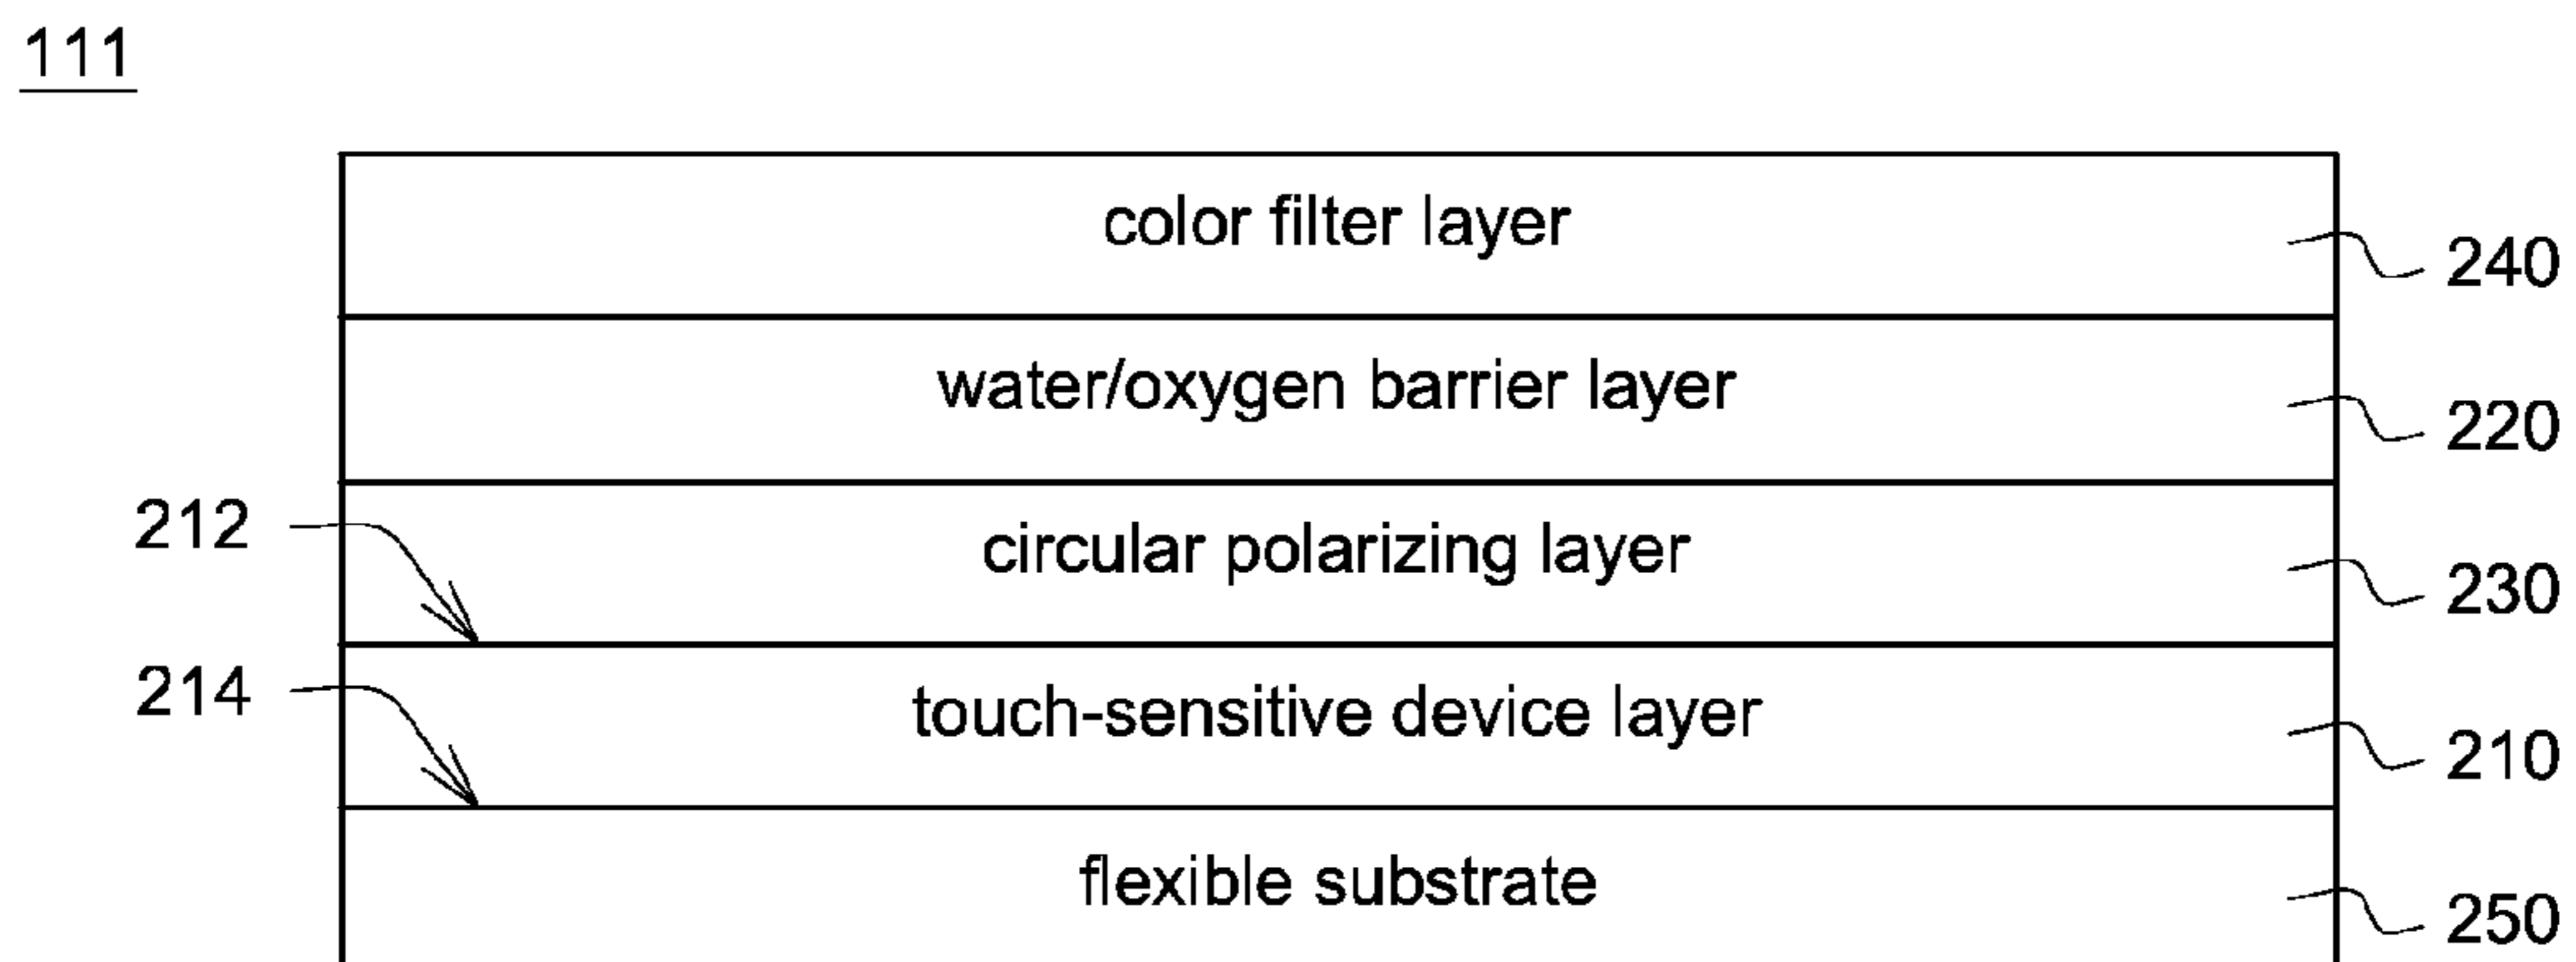 111
color filter layer
240
water/oxygen barrier layer
220
212
circular polarizing layer
230
214
touch-sensitive device layer
210
flexible substrate
250